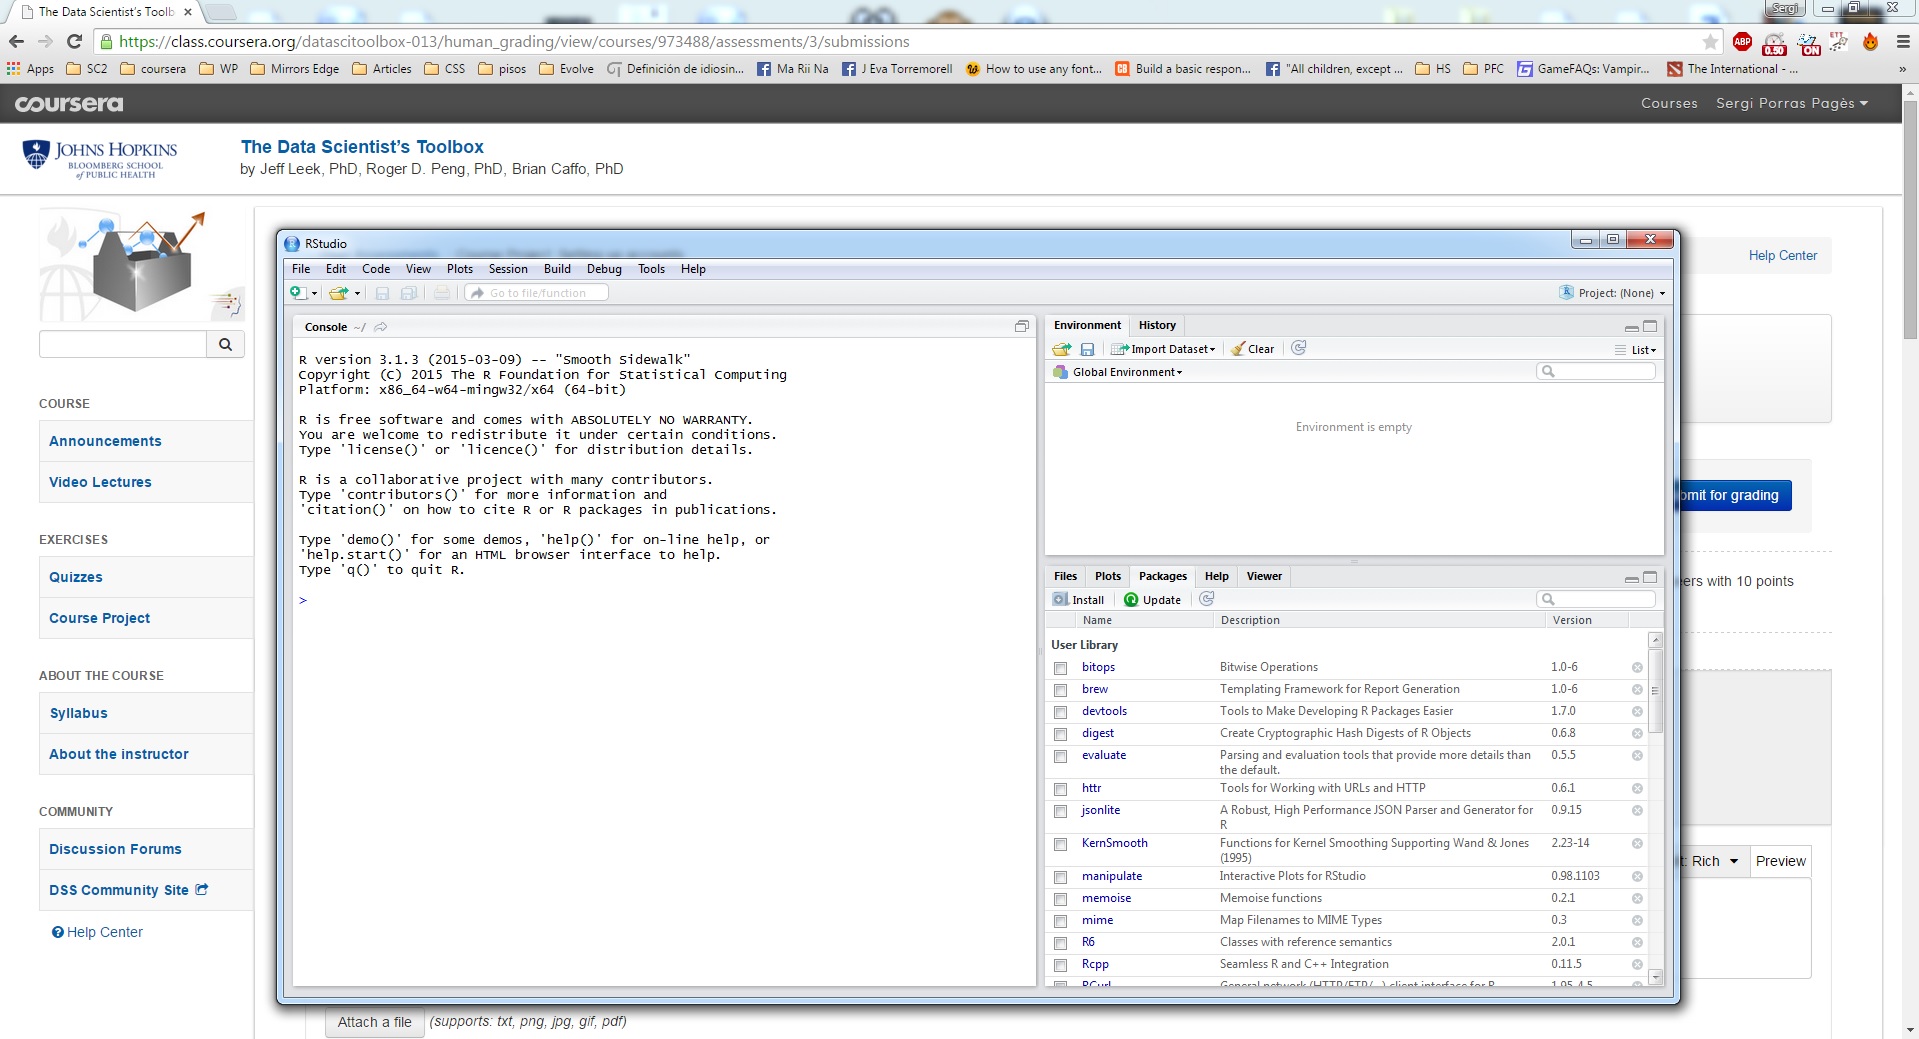 The Data Scientist's Toolb
Sergi
https://class.coursera.org/datascitoolbox-013/human_grading/view/courses/973488/assessments/3/submissions
ABP
0.50
ON
ETT
Apps
SC2
coursera
WP
Mirrors Edge
Articles
CSS
pisos
Evolve
Definición de idiosin...
Ma Rii Na
J Eva Torremorell
How to use any font...
Build a basic respon...
"All children, except ...
HS
PFC
GameFAQs: Vampir...
The International - ...
»
coursera
Courses
Sergi Porras Pagès
JOHNS HOPKINS
BLOOMBERG SCHOOL
of PUBLIC HEALTH
The Data Scientist's Toolbox
by Jeff Leek, PhD, Roger D. Peng, PhD, Brian Caffo, PhD
Help Center
COURSE
Announcements
Video Lectures
EXERCISES
Quizzes
Course Project
ABOUT THE COURSE
Syllabus
About the instructor
COMMUNITY
Discussion Forums
DSS Community Site
Help Center
RStudio
File Edit Code View Plots Session Build Debug Tools Help
Go to file/function
Project: (None)
Console ~/
R version 3.1.3 (2015-03-09) -- "Smooth Sidewalk"
Copyright (C) 2015 The R Foundation for Statistical Computing
Platform: x86_64-w64-mingw32/x64 (64-bit)
R is free software and comes with ABSOLUTELY NO WARRANTY.
You are welcome to redistribute it under certain conditions.
Type 'license()' or 'licence()' for distribution details.
R is a collaborative project with many contributors.
Type 'contributors()' for more information and
'citation()' on how to cite R or R packages in publications.
Type 'demo()' for some demos, 'help()' for on-line help, or
'help.start()' for an HTML browser interface to help.
Type 'q()' to quit R.
>
Environment History
Import Dataset Clear
List
Global Environment
Environment is empty
Files Plots Packages Help Viewer
Install Update
Name Description Version
User Library
bitops Bitwise Operations 1.0-6
brew Templating Framework for Report Generation 1.0-6
devtools Tools to Make Developing R Packages Easier 1.7.0
digest Create Cryptographic Hash Digests of R Objects 0.6.8
evaluate Parsing and evaluation tools that provide more details than 0.5.5
the default.
httr Tools for Working with URLs and HTTP 0.6.1
jsonlite A Robust, High Performance JSON Parser and Generator for 0.9.15
R
KernSmooth Functions for Kernel Smoothing Supporting Wand & Jones 2.23-14
(1995)
manipulate Interactive Plots for RStudio 0.98.1103
memoise Memoise functions 0.2.1
mime Map Filenames to MIME Types 0.3
R6 Classes with reference semantics 2.0.1
Rcpp Seamless R and C++ Integration 0.11.5
RCurl General network (HTTP/FTP/...) client interface for R 1.95-4.5
bmit for grading
eers with 10 points
t: Rich
Preview
Attach a file (supports: txt, png, jpg, gif, pdf)